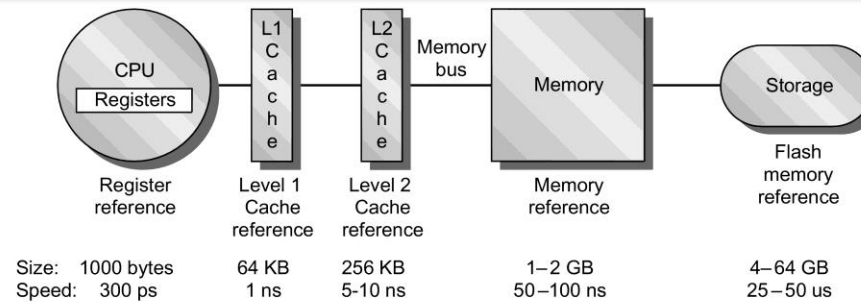 CPU
Registers
L1
C
a
c
h
e
L2
C
a
c
h
e
Memory
bus
Memory
Storage
Register
reference
Level 1
Cache
reference
Level 2
Cache
reference
Memory
reference
Flash
memory
reference
Size: 1000 bytes 64 KB 256 KB 1–2 GB 4–64 GB
Speed: 300 ps 1 ns 5-10 ns 50–100 ns 25–50 us